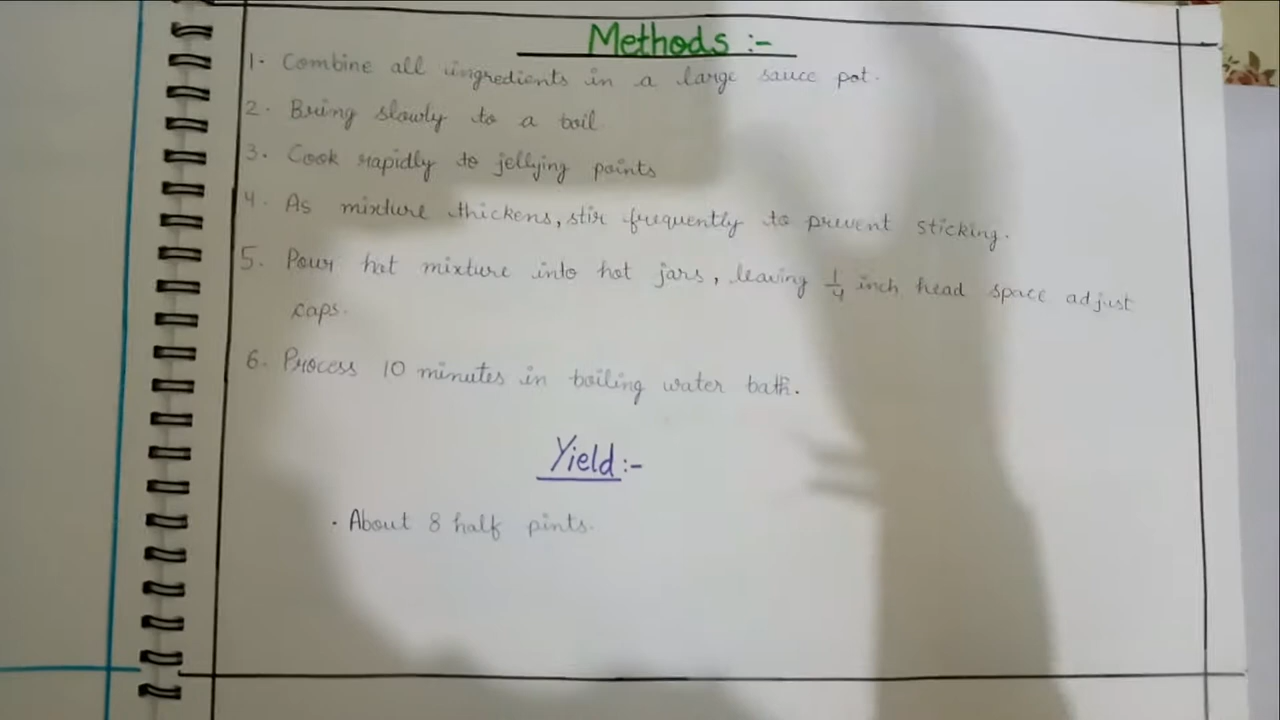 Methods :-
1. Combine all ingredients in a large sauce pot.
2. Bring slowly to a boil
3. Cook rapidly to jellying points
4. As mixture thickens, stir frequently to prevent sticking.
5. Pour hot mixture into hot jars, leaving 1/4 inch head space adjust
caps.
6. Process 10 minutes in boiling water bath.
Yield:-
· About 8 half pints.